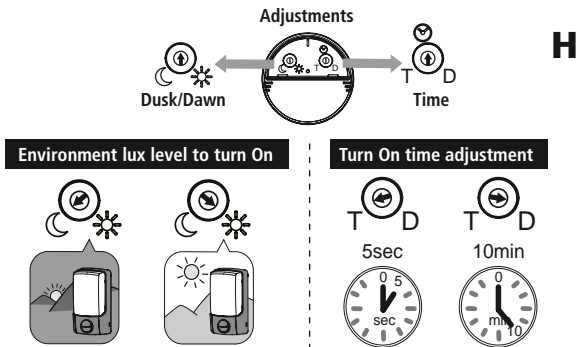 Adjustments
H
T D
T D
Dusk/Dawn
Time
Environment lux level to turn On
Turn On time adjustment
T D
T D
5sec
10min
0 5
sec
0
min
10